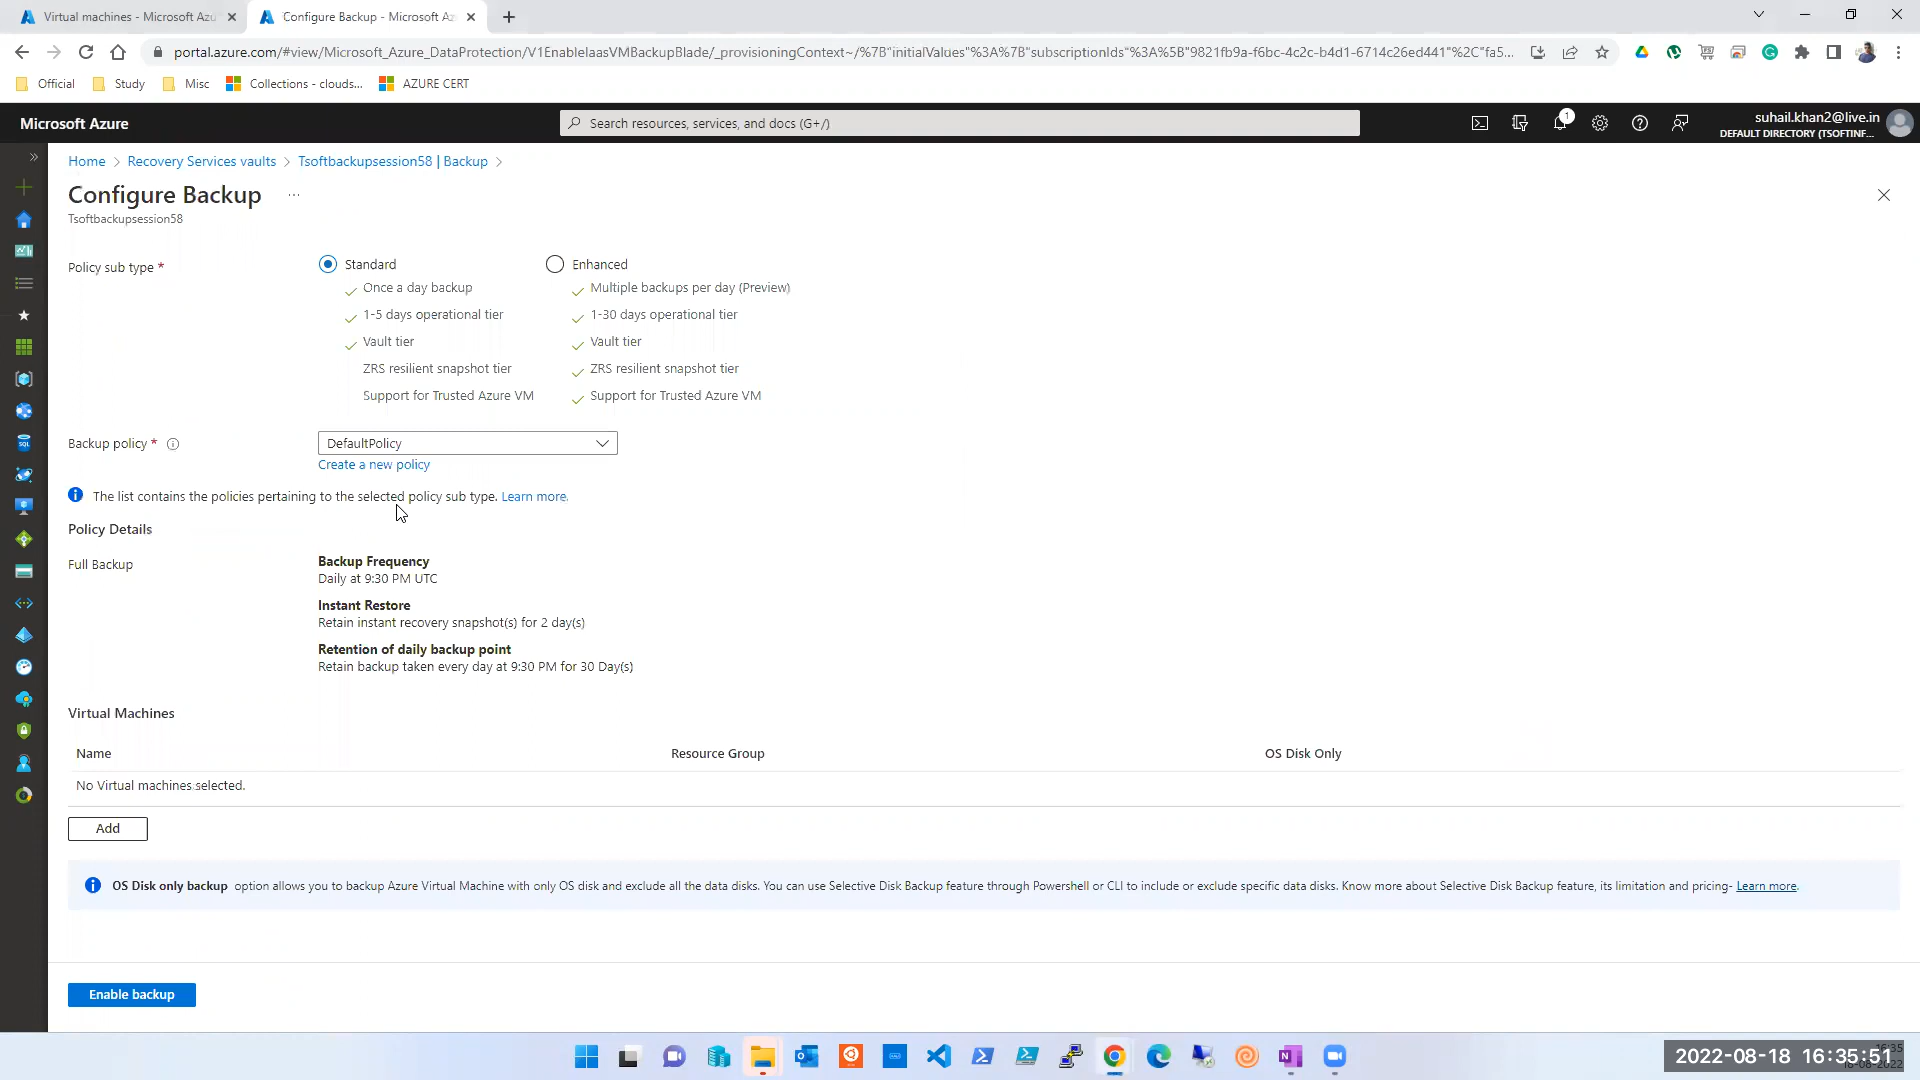 Virtual machines - Microsoft Azu
Configure Backup - Microsoft Az
portal.azure.com/#view/Microsoft_Azure_DataProtection/V1EnableIaasVMBackupBlade/_provisioningContext~/%7B"initialValues"%3A%7B"subscriptionIds"%3A%5B"9821fb9a-f6bc-4c2c-b4d1-6714c26ed441"%2C"fa5...
Official
Study
Misc
Collections - clouds...
AZURE CERT
Microsoft Azure
Search resources, services, and docs (G+/)
1
suhail.khan2@live.in
DEFAULT DIRECTORY (TSOFTINF...
Home > Recovery Services vaults > Tsoftbackupsession58 | Backup >
Configure Backup ...
Tsoftbackupsession58
Policy sub type *
Standard
Once a day backup
1-5 days operational tier
Vault tier
ZRS resilient snapshot tier
Support for Trusted Azure VM
Enhanced
Multiple backups per day (Preview)
1-30 days operational tier
Vault tier
ZRS resilient snapshot tier
Support for Trusted Azure VM
Backup policy *
DefaultPolicy
Create a new policy
The list contains the policies pertaining to the selected policy sub type. Learn more.
Policy Details
Full Backup
Backup Frequency
Daily at 9:30 PM UTC
Instant Restore
Retain instant recovery snapshot(s) for 2 day(s)
Retention of daily backup point
Retain backup taken every day at 9:30 PM for 30 Day(s)
Virtual Machines
Name
Resource Group
OS Disk Only
No Virtual machines selected.
Add
OS Disk only backup option allows you to backup Azure Virtual Machine with only OS disk and exclude all the data disks. You can use Selective Disk Backup feature through Powershell or CLI to include or exclude specific data disks. Know more about Selective Disk Backup feature, its limitation and pricing- Learn more.
Enable backup
2022-08-18 16:35:51